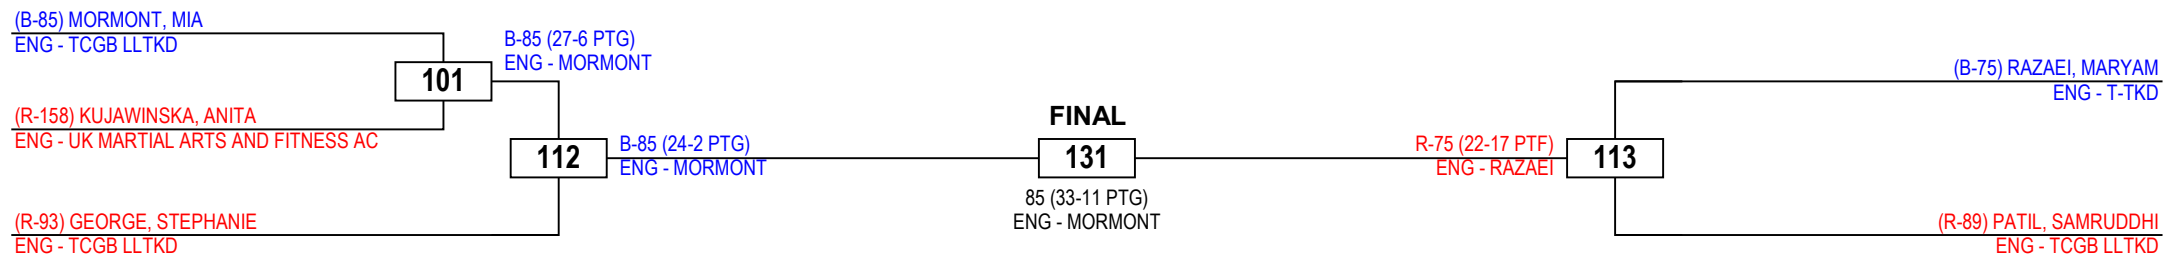 (B-85) MORMONT, MIA
ENG - TCGB LLTKD
B-85 (27-6 PTG)
ENG - MORMONT
101
(R-158) KUJAWINSKA, ANITA
ENG - UK MARTIAL ARTS AND FITNESS AC
112
B-85 (24-2 PTG)
ENG - MORMONT
(R-93) GEORGE, STEPHANIE
ENG - TCGB LLTKD
FINAL
131
85 (33-11 PTG)
ENG - MORMONT
(B-75) RAZAEI, MARYAM
ENG - T-TKD
R-75 (22-17 PTF)
ENG - RAZAEI
113
(R-89) PATIL, SAMRUDDHI
ENG - TCGB LLTKD